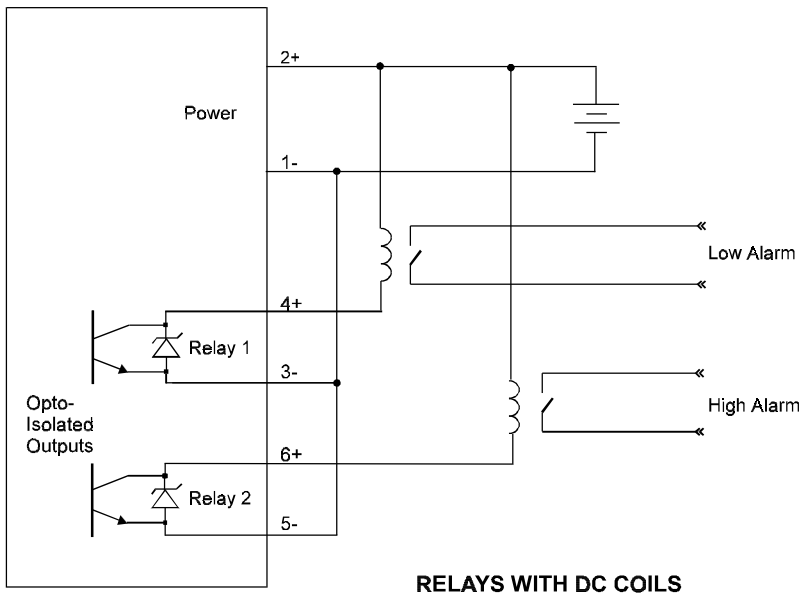 2+
Power
1-
Low Alarm
4+
Relay 1
3-
Opto-
Isolated
Outputs
High Alarm
6+
Relay 2
5-
RELAYS WITH DC COILS